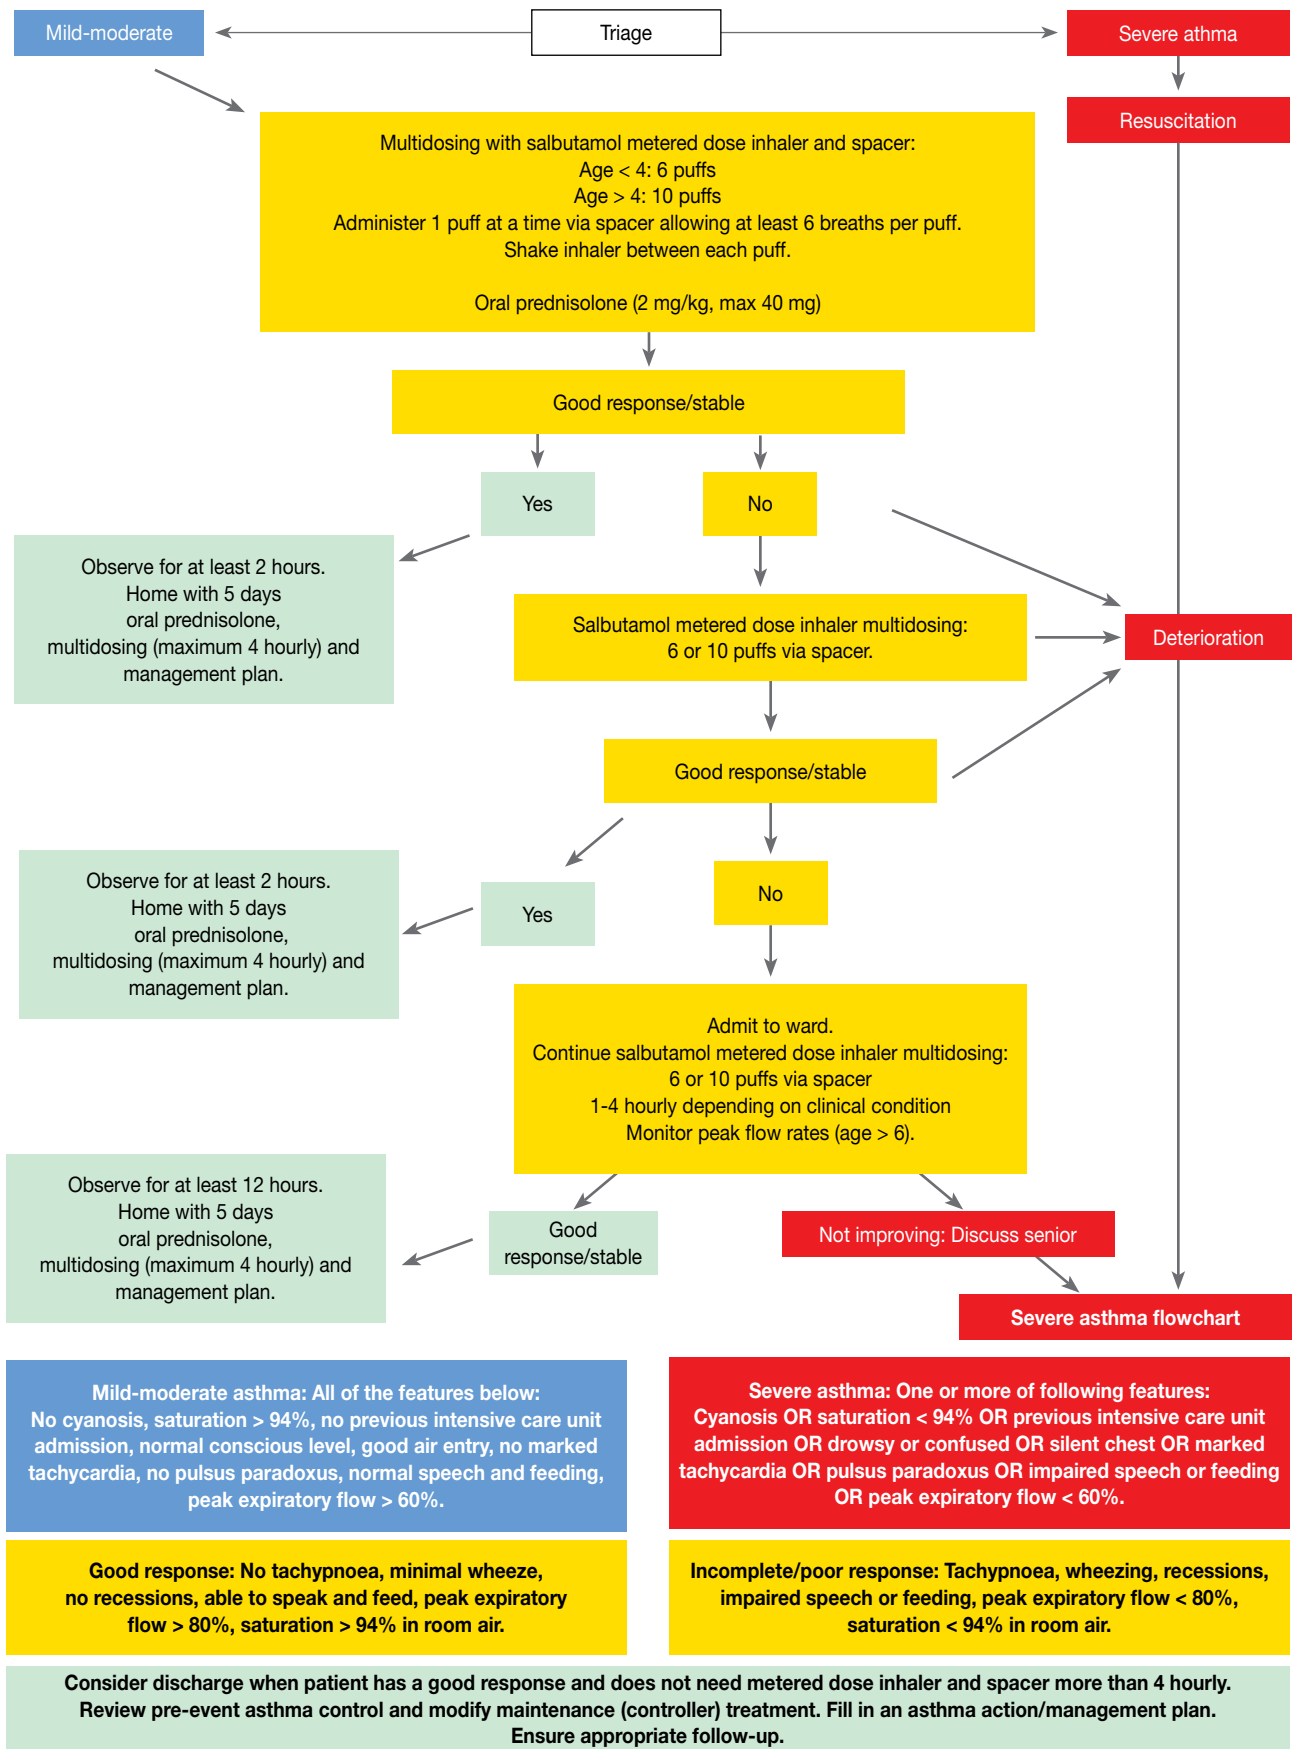 Mild-moderate
Triage
Severe athma
Resuscitation
Multidosing with salbutamol metered dose inhaler and spacer:
Age < 4: 6 puffs
Age > 4: 10 puffs
Administer 1 puff at a time via spacer allowing at least 6 breaths per puff.
Shake inhaler between each puff.
Oral prednisolone (2 mg/kg, max 40 mg)
Good response/stable
Yes
No
Observe for at least 2 hours.
Home with 5 days
oral prednisolone,
multidosing (maximum 4 hourly) and
management plan.
Salbutamol metered dose inhaler multidosing:
6 or 10 puffs via spacer.
Deterioration
Good response/stable
Observe for at least 2 hours.
Home with 5 days
oral prednisolone,
multidosing (maximum 4 hourly) and
management plan.
Yes
No
Admit to ward.
Continue salbutamol metered dose inhaler multidosing:
6 or 10 puffs via spacer
1-4 hourly depending on clinical condition
Monitor peak flow rates (age > 6).
Observe for at least 12 hours.
Home with 5 days
oral prednisolone,
multidosing (maximum 4 hourly) and
management plan.
Good
response/stable
Not improving: Discuss senior
Severe asthma flowchart
Mild-moderate asthma: All of the features below:
No cyanosis, saturation > 94%, no previous intensive care unit
admission, normal conscious level, good air entry, no marked
tachycardia, no pulsus paradoxus, normal speech and feeding,
peak expiratory flow > 60%.
Severe asthma: One or more of following features:
Cyanosis OR saturation < 94% OR previous intensive care unit
admission OR drowsy or confused OR silent chest OR marked
tachycardia OR pulsus paradoxus OR impaired speech or feeding
OR peak expiratory flow < 60%.
Good response: No tachypnoea, minimal wheeze,
no recessions, able to speak and feed, peak expiratory
flow > 80%, saturation > 94% in room air.
Incomplete/poor response: Tachypnoea, wheezing, recessions,
impaired speech or feeding, peak expiratory flow < 80%,
saturation < 94% in room air.
Consider discharge when patient has a good response and does not need metered dose inhaler and spacer more than 4 hourly.
Review pre-event asthma control and modify maintenance (controller) treatment. Fill in an asthma action/management plan.
Ensure appropriate follow-up.